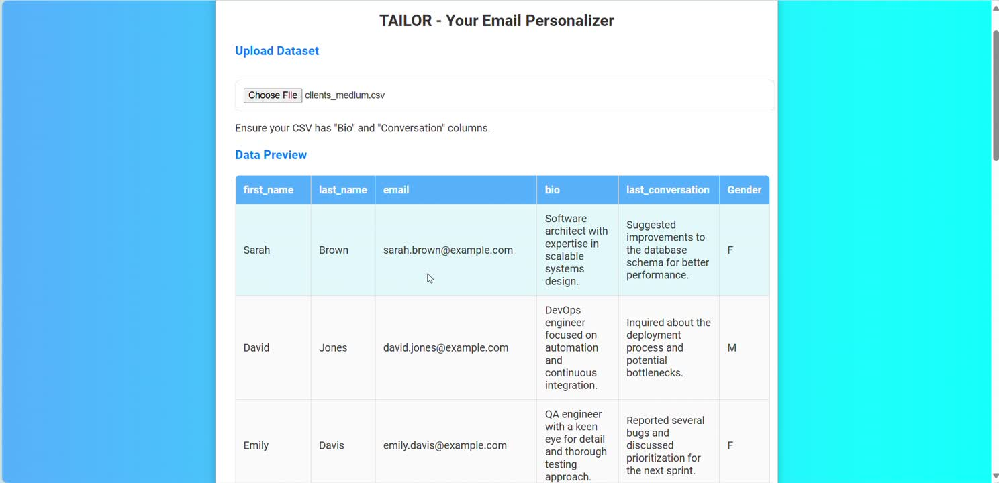 TAILOR - Your Email Personalizer
Upload Dataset
Choose File clients_medium.csv
Ensure your CSV has "Bio" and "Conversation" columns.
Data Preview
first_name last_name email bio last_conversation Gender
Sarah Brown sarah.brown@example.com
Software
architect with
expertise in
scalable
systems
design.
Suggested
improvements to
the database
schema for better
performance.
F
David Jones david.jones@example.com
DevOps
engineer
focused on
automation
and
continuous
integration.
Inquired about the
deployment
process and
potential
bottlenecks.
M
Emily Davis emily.davis@example.com
QA engineer
with a keen
eye for detail
and thorough
testing
approach.
Reported several
bugs and
discussed
prioritization for
the next sprint.
F